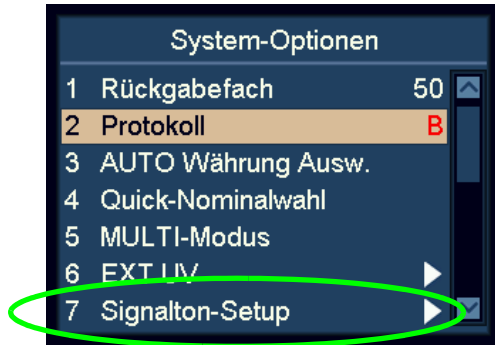 System-Optionen
1 Rückgabefach 50
2 Protokoll B
3 AUTO Währung Ausw.
4 Quick-Nominalwahl
5 MULTI-Modus
6 EXT UV
7 Signalton-Setup